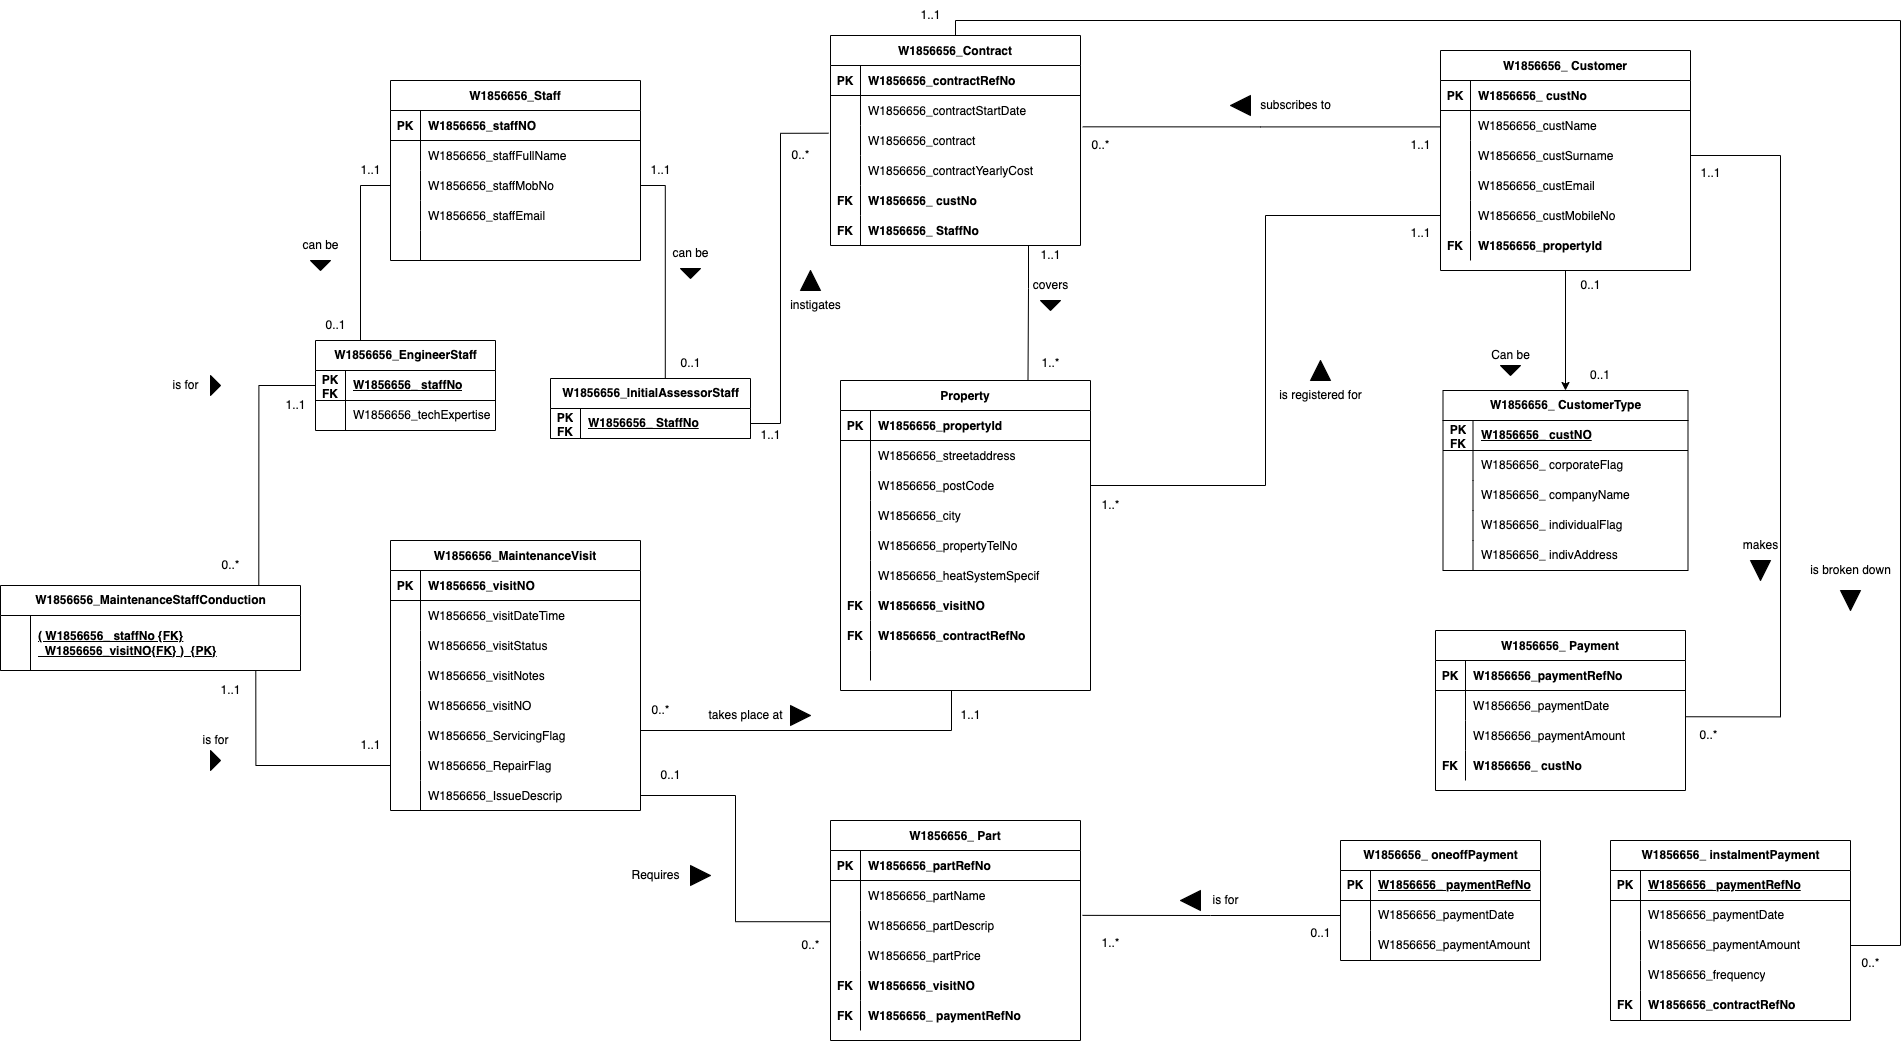 1..1
W1856656_Contract
PK W1856656_contractRefNo
W1856656_contractStartDate
W1856656_contract
W1856656_contractYearlyCost
FK W1856656_ custNo
FK W1856656_ StaffNo
W1856656_ Customer
PK W1856656_ custNo
W1856656_custName
W1856656_custSurname
W1856656_custEmail
W1856656_custMobileNo
FK W1856656_propertyId
W1856656_Staff
PK W1856656_staffNO
W1856656_staffFullName
W1856656_staffMobNo
W1856656_staffEmail
subscribes to
0..*
1..1
0..*
1..1
1..1
1..1
1..1
can be
can be
instigates
1..1
covers
1..*
0..1
0..1
0..1
Can be
0..1
is registered for
W1856656_EngineerStaff
PK
FK W1856656_ staffNo
W1856656_techExpertise
is for
1..1
W1856656_InitialAssessorStaff
PK
FK W1856656_ StaffNo
1..1
Property
PK W1856656_propertyId
W1856656_streetaddress
W1856656_postCode
W1856656_city
W1856656_propertyTelNo
W1856656_heatSystemSpecif
FK W1856656_visitNO
FK W1856656_contractRefNo
1..*
W1856656_ CustomerType
PK
FK W1856656_ custNO
W1856656_ corporateFlag
W1856656_ companyName
W1856656_ individualFlag
W1856656_ indivAddress
makes
is broken down
0..*
W1856656_MaintenanceStaffConduction
( W1856656_ staffNo {FK}
W1856656_visitNO{FK} ) {PK}
1..1
is for
1..1
W1856656_MaintenanceVisit
PK W1856656_visitNO
W1856656_visitDateTime
W1856656_visitStatus
W1856656_visitNotes
W1856656_visitNO
W1856656_ServicingFlag
W1856656_RepairFlag
W1856656_IssueDescrip
0..*
takes place at
1..1
0..1
Requires
0..*
W1856656_ Payment
PK W1856656_paymentRefNo
W1856656_paymentDate
W1856656_paymentAmount
FK W1856656_ custNo
0..*
W1856656_ Part
PK W1856656_partRefNo
W1856656_partName
W1856656_partDescrip
W1856656_partPrice
FK W1856656_visitNO
FK W1856656_ paymentRefNo
is for
1..*
0..1
W1856656_ oneoffPayment
PK W1856656_ paymentRefNo
W1856656_paymentDate
W1856656_paymentAmount
W1856656_ instalmentPayment
PK W1856656_ paymentRefNo
W1856656_paymentDate
W1856656_paymentAmount
W1856656_frequency
FK W1856656_contractRefNo
0..*